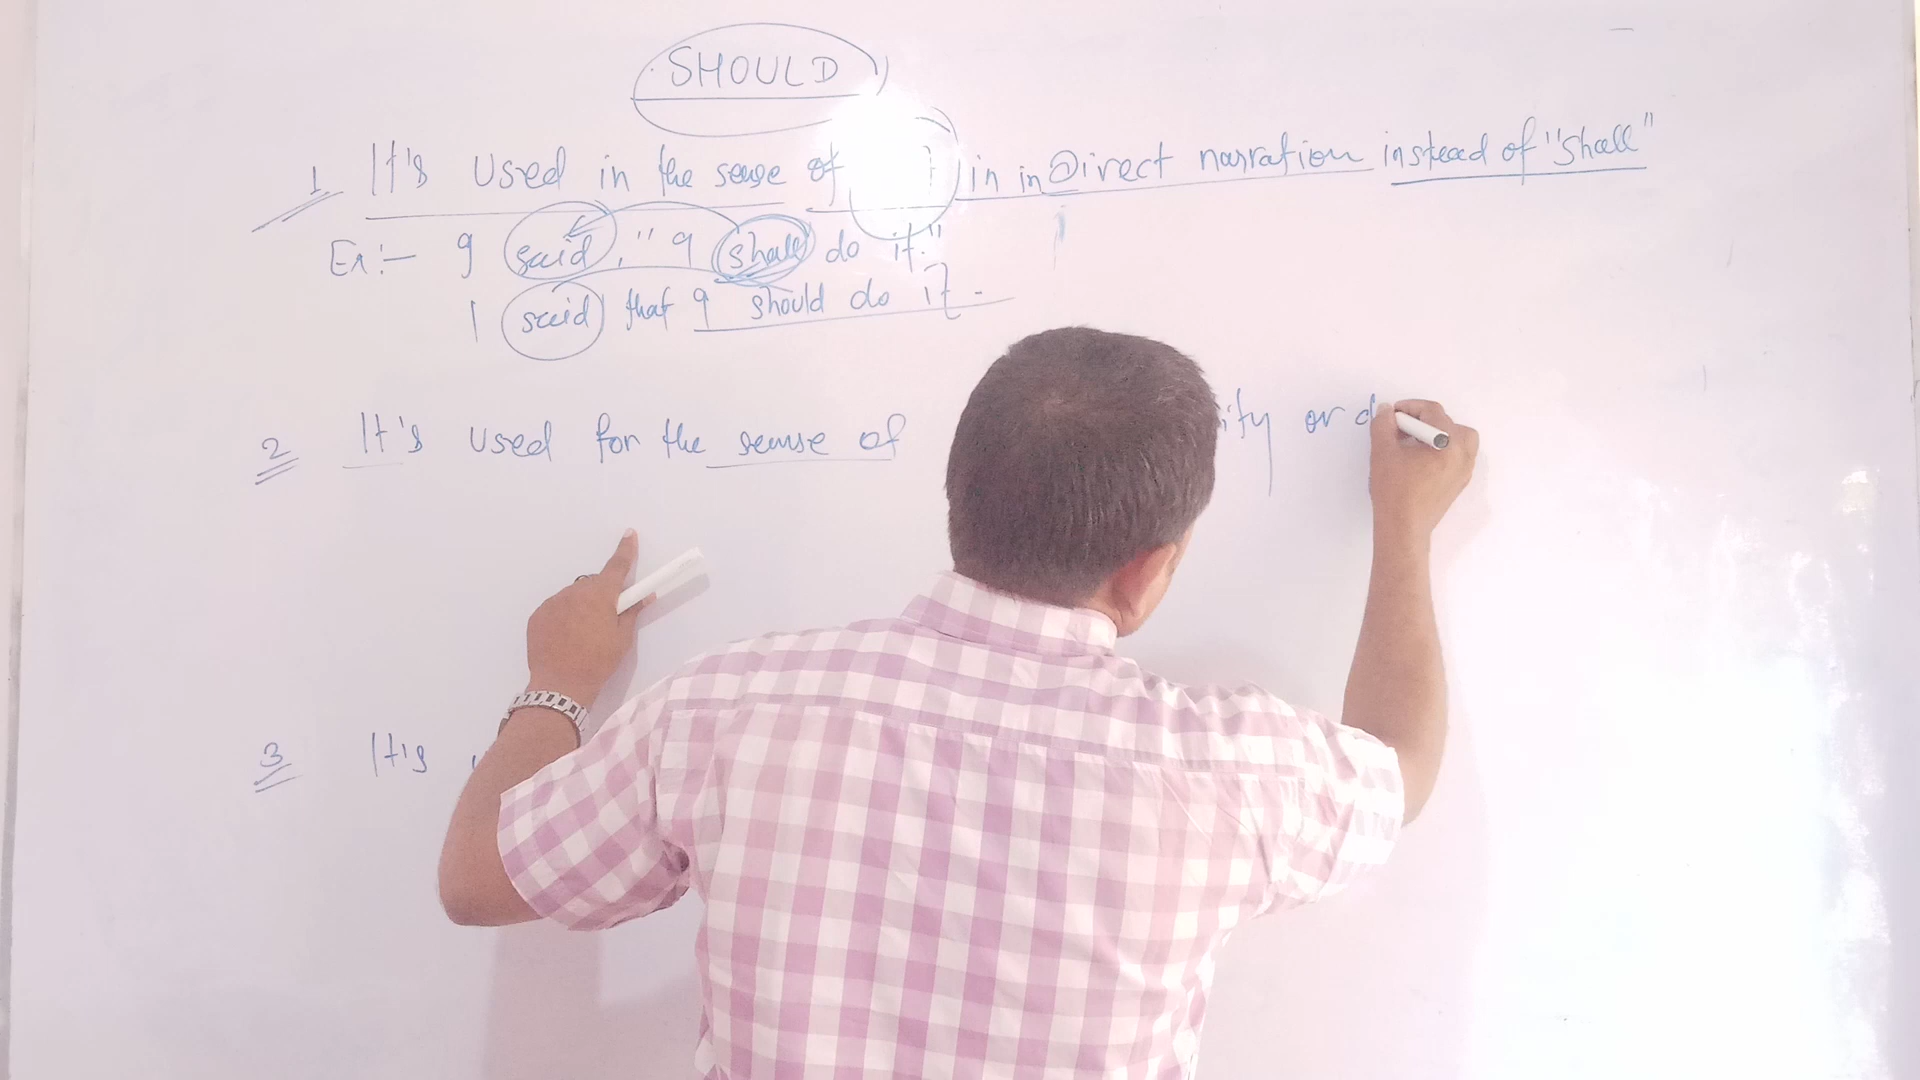 SHOULD
1 It's used in the sense of in inDirect narration instead of "shall"
Ex:- I said, "I shall do it."
I said that I should do it.
2 It's used for the sense of or
3 It's